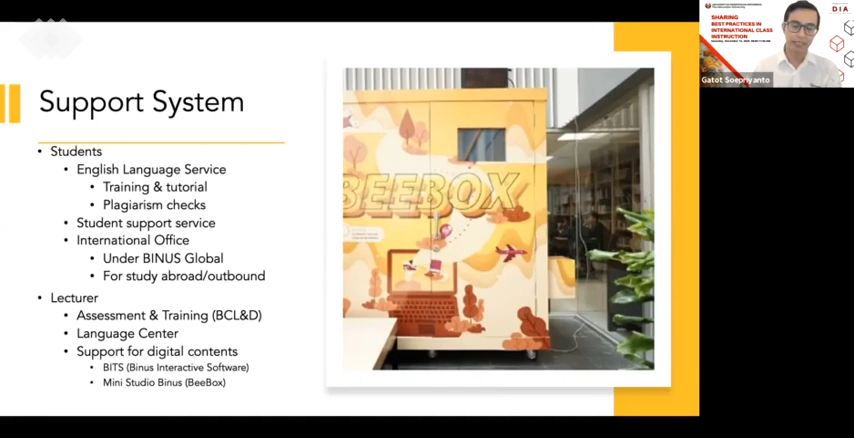 Support System
• Students
• English Language Service
• Training & tutorial
• Plagiarism checks
• Student support service
• International Office
• Under BINUS Global
• For study abroad/outbound
• Lecturer
• Assessment & Training (BCL&D)
• Language Center
• Support for digital contents
• BITS (Binus Interactive Software)
• Mini Studio Binus (BeeBox)
BEEBOX
DIA
SHARING
BEST PRACTICES IN
INTERNATIONAL CLASS
INSTRUCTION
Gatot Soepriyanto